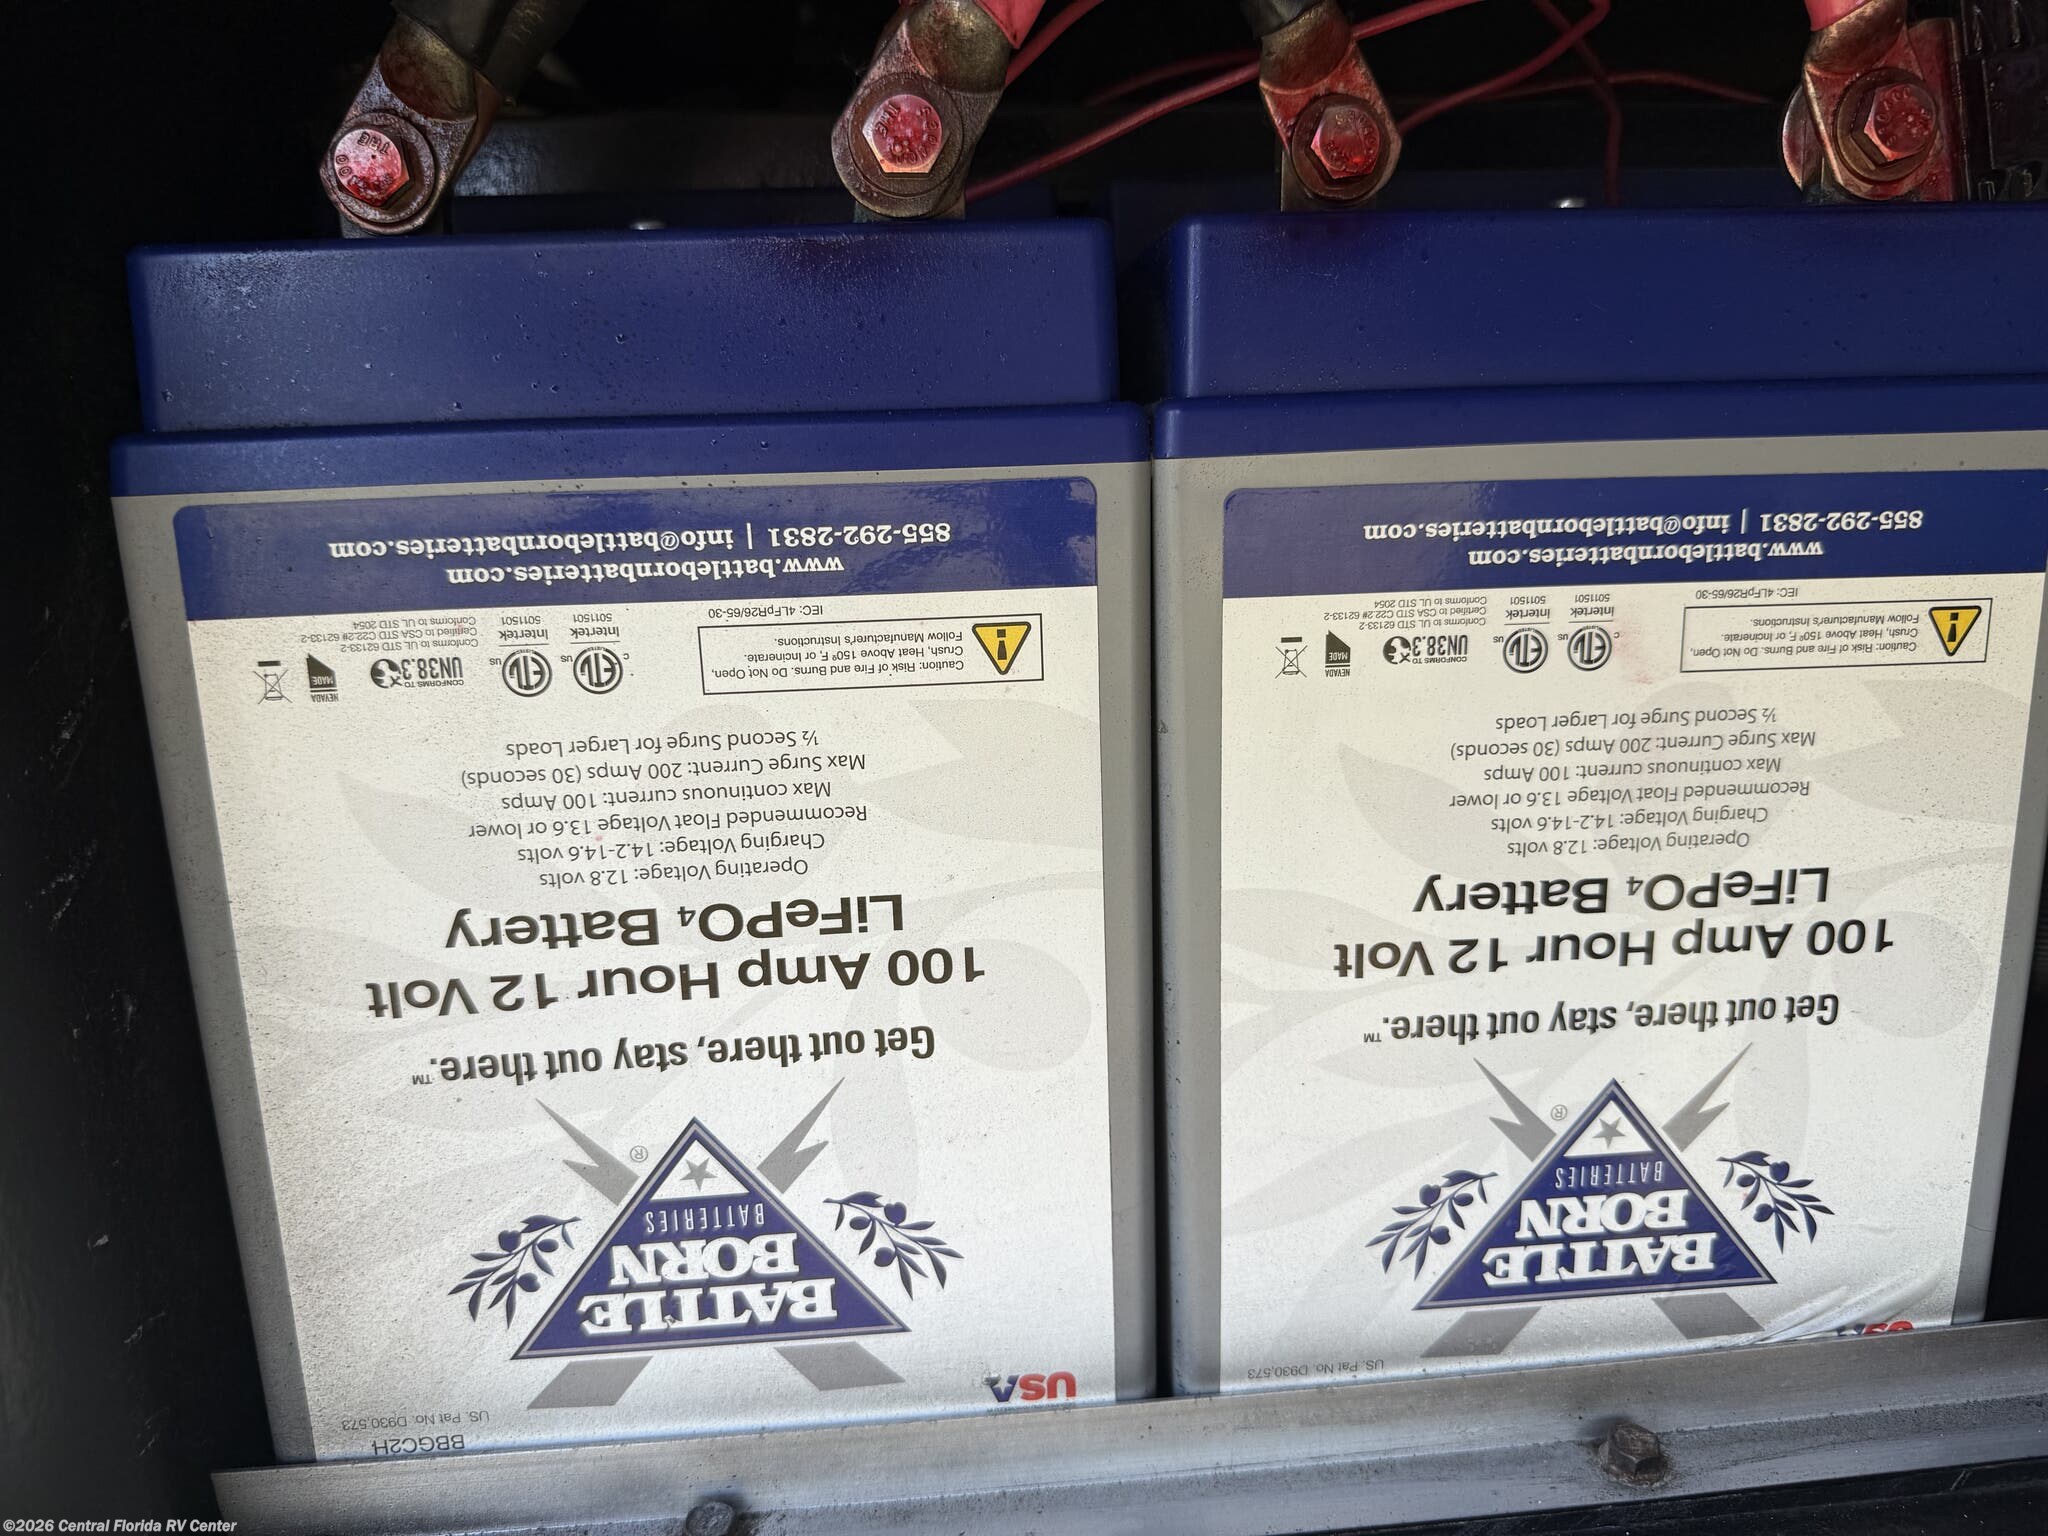 855-292-2831 | info@battlebornbatteries.com
www.battlebornbatteries.com
IEC: 4LFpR26/65-30
Caution: Risk of Fire and Burns. Do Not Open,
Crush, Heat Above 150º F, or Incinerate.
Follow Manufacturer's Instructions.
Intertek
5011501
Intertek
5011501
Conforms to UL STD 2054
Certified to CSA STD C22.2# 62133-2
CONFORMS TO
UN38.3
NEVADA
MADE
c ETL us
ETL us
½ Second Surge for Larger Loads
Max Surge Current: 200 Amps (30 seconds)
Max continuous current: 100 Amps
Recommended Float Voltage 13.6 or lower
Charging Voltage: 14.2-14.6 volts
Operating Voltage: 12.8 volts
100 Amp Hour 12 Volt
LiFePO₄ Battery
Get out there, stay out there.™
BATTLE
BORN
BATTERIES
®
USA
US. Pat No. D930,573
BBGC2H
855-292-2831 | info@battlebornbatteries.com
www.battlebornbatteries.com
IEC: 4LFpR26/65-30
Caution: Risk of Fire and Burns. Do Not Open,
Crush, Heat Above 150º F, or Incinerate.
Follow Manufacturer's Instructions.
c ETL us
Intertek
5011501
ETL us
Intertek
5011501
Conforms to UL STD 2054
Certified to CSA STD C22.2# 62133-2
CONFORMS TO
UN38.3
NEVADA
MADE
½ Second Surge for Larger Loads
Max Surge Current: 200 Amps (30 seconds)
Max continuous current: 100 Amps
Recommended Float Voltage 13.6 or lower
Charging Voltage: 14.2-14.6 volts
Operating Voltage: 12.8 volts
100 Amp Hour 12 Volt
LiFePO₄ Battery
Get out there, stay out there.™
BATTLE
BORN
BATTERIES
®
USA
US. Pat No. D930,573
©2026 Central Florida RV Center